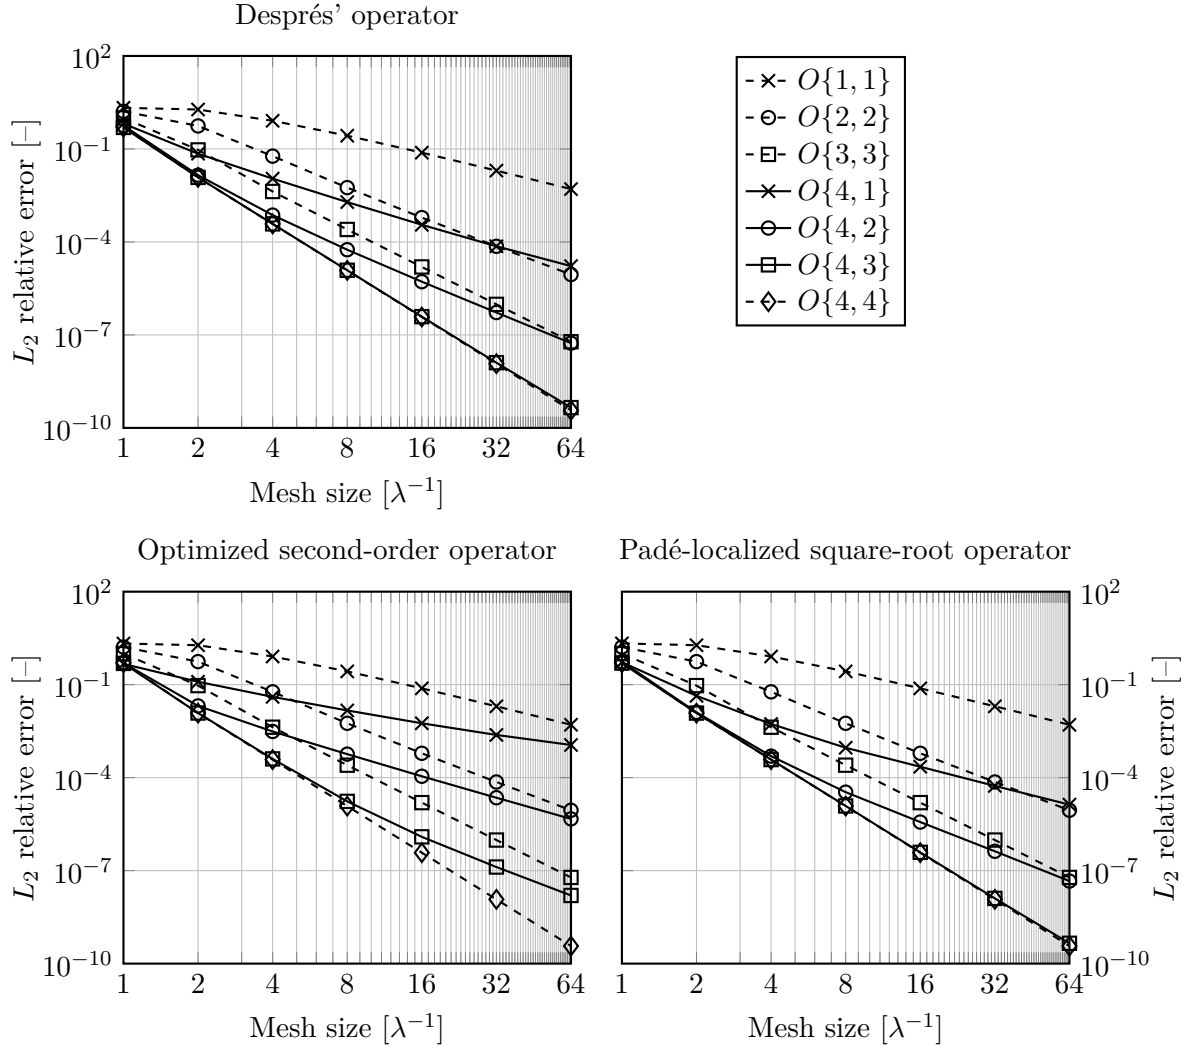 Després' operator
10^2
10^−1
10^−4
10^−7
10^−10
L_2 relative error [−]
1 2 4 8 16 32 64
Mesh size [λ^−1]
O{1, 1}
O{2, 2}
O{3, 3}
O{4, 1}
O{4, 2}
O{4, 3}
O{4, 4}
Optimized second-order operator
10^2
10^−1
10^−4
10^−7
10^−10
L_2 relative error [−]
1 2 4 8 16 32 64
Mesh size [λ^−1]
Padé-localized square-root operator
10^2
10^−1
10^−4
10^−7
10^−10
L_2 relative error [−]
1 2 4 8 16 32 64
Mesh size [λ^−1]